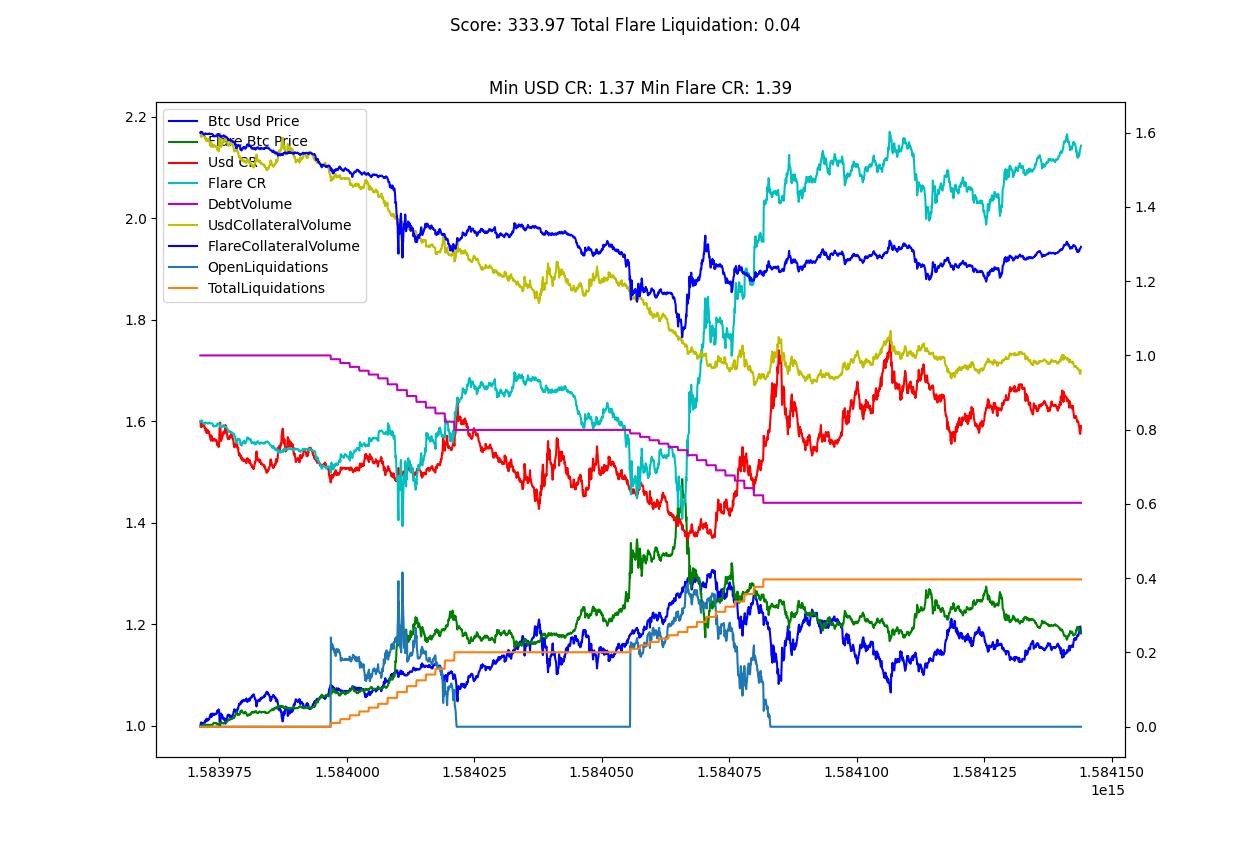 Score: 333.97 Total Flare Liquidation: 0.04
Min USD CR: 1.37 Min Flare CR: 1.39
Btc Usd Price
Flare Btc Price
Usd CR
Flare CR
DebtVolume
UsdCollateralVolume
FlareCollateralVolume
OpenLiquidations
TotalLiquidations
2.2
2.0
1.8
1.6
1.4
1.2
1.0
1.6
1.4
1.2
1.0
0.8
0.6
0.4
0.2
0.0
1.583975 1.584000 1.584025 1.584050 1.584075 1.584100 1.584125 1.584150
1e15